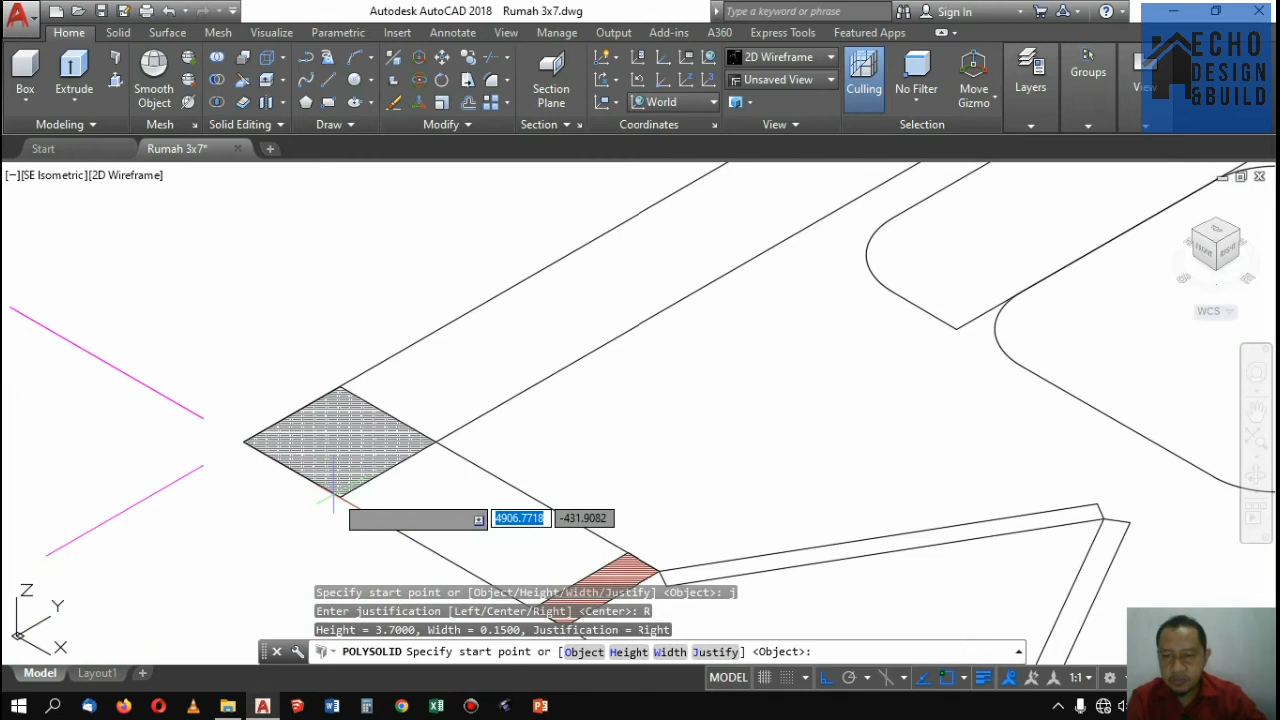 Autodesk AutoCAD 2018 Rumah 3x7.dwg
Type a keyword or phrase
Sign In
Home Solid Surface Mesh Visualize Parametric Insert Annotate View Manage Output Add-ins A360 Express Tools Featured Apps
ECHO
DESIGN
&BUILD
Box
Extrude
Smooth
Object
Section
Plane
World
2D Wireframe
Unsaved View
Culling
No Filter
Move
Gizmo
Layers
Groups
Modeling Mesh Solid Editing Draw Modify Section Coordinates View Selection
Start
Rumah 3x7*
[−][SE Isometric][2D Wireframe]
TOP
FRONT
RIGHT
WCS
4906.7718
-431.9082
Z
Y
X
Specify start point or [Object/Height/Width/Justify] <Object>: j
Enter justification [Left/Center/Right] <Center>: R
Height = 3.7000, Width = 0.1500, Justification = Right
POLYSOLID Specify start point or [Object Height Width Justify] <Object>:
Model
Layout1
MODEL
1:1